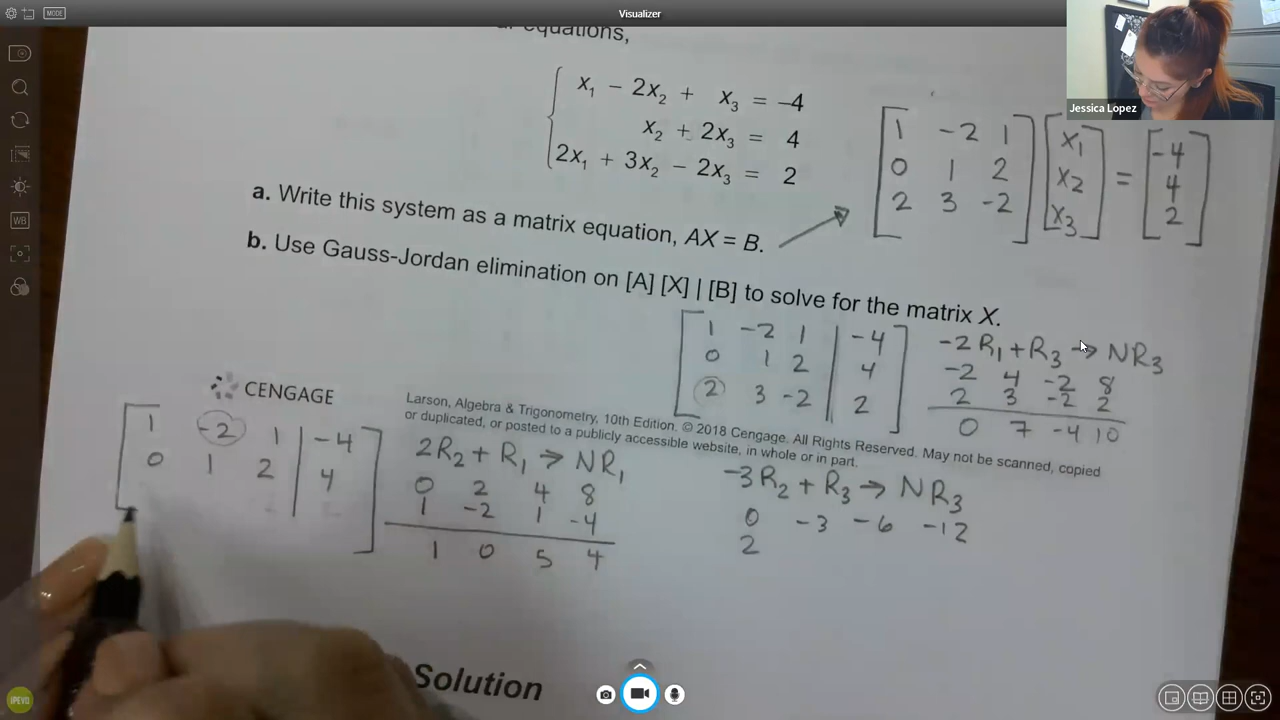 MODE
Visualizer
Jessica Lopez
equations,
x₁ − 2x₂ + x₃ = −4
x₂ + 2x₃ = 4
2x₁ + 3x₂ − 2x₃ = 2
1 -2 1 x₁ -4
0 1 2 x₂ = 4
2 3 -2 x₃ 2
a. Write this system as a matrix equation, AX = B.
b. Use Gauss-Jordan elimination on [A] [X] | [B] to solve for the matrix X.
1 -2 1 | -4
0 1 2 | 4
2 3 -2 | 2
-2R₁ + R₃ → NR₃
-2 4 -2 8
2 3 -2 2
0 7 -4 10
CENGAGE
Larson, Algebra & Trigonometry, 10th Edition. © 2018 Cengage. All Rights Reserved. May not be scanned, copied
or duplicated, or posted to a publicly accessible website, in whole or in part.
1 -2 1 | -4
0 1 2 | 4
2R₂ + R₁ → NR₁
0 2 4 8
1 -2 1 -4
1 0 5 4
-3R₂ + R₃ → NR₃
0 -3 -6 -12
2
Solution
IPEVO
WB